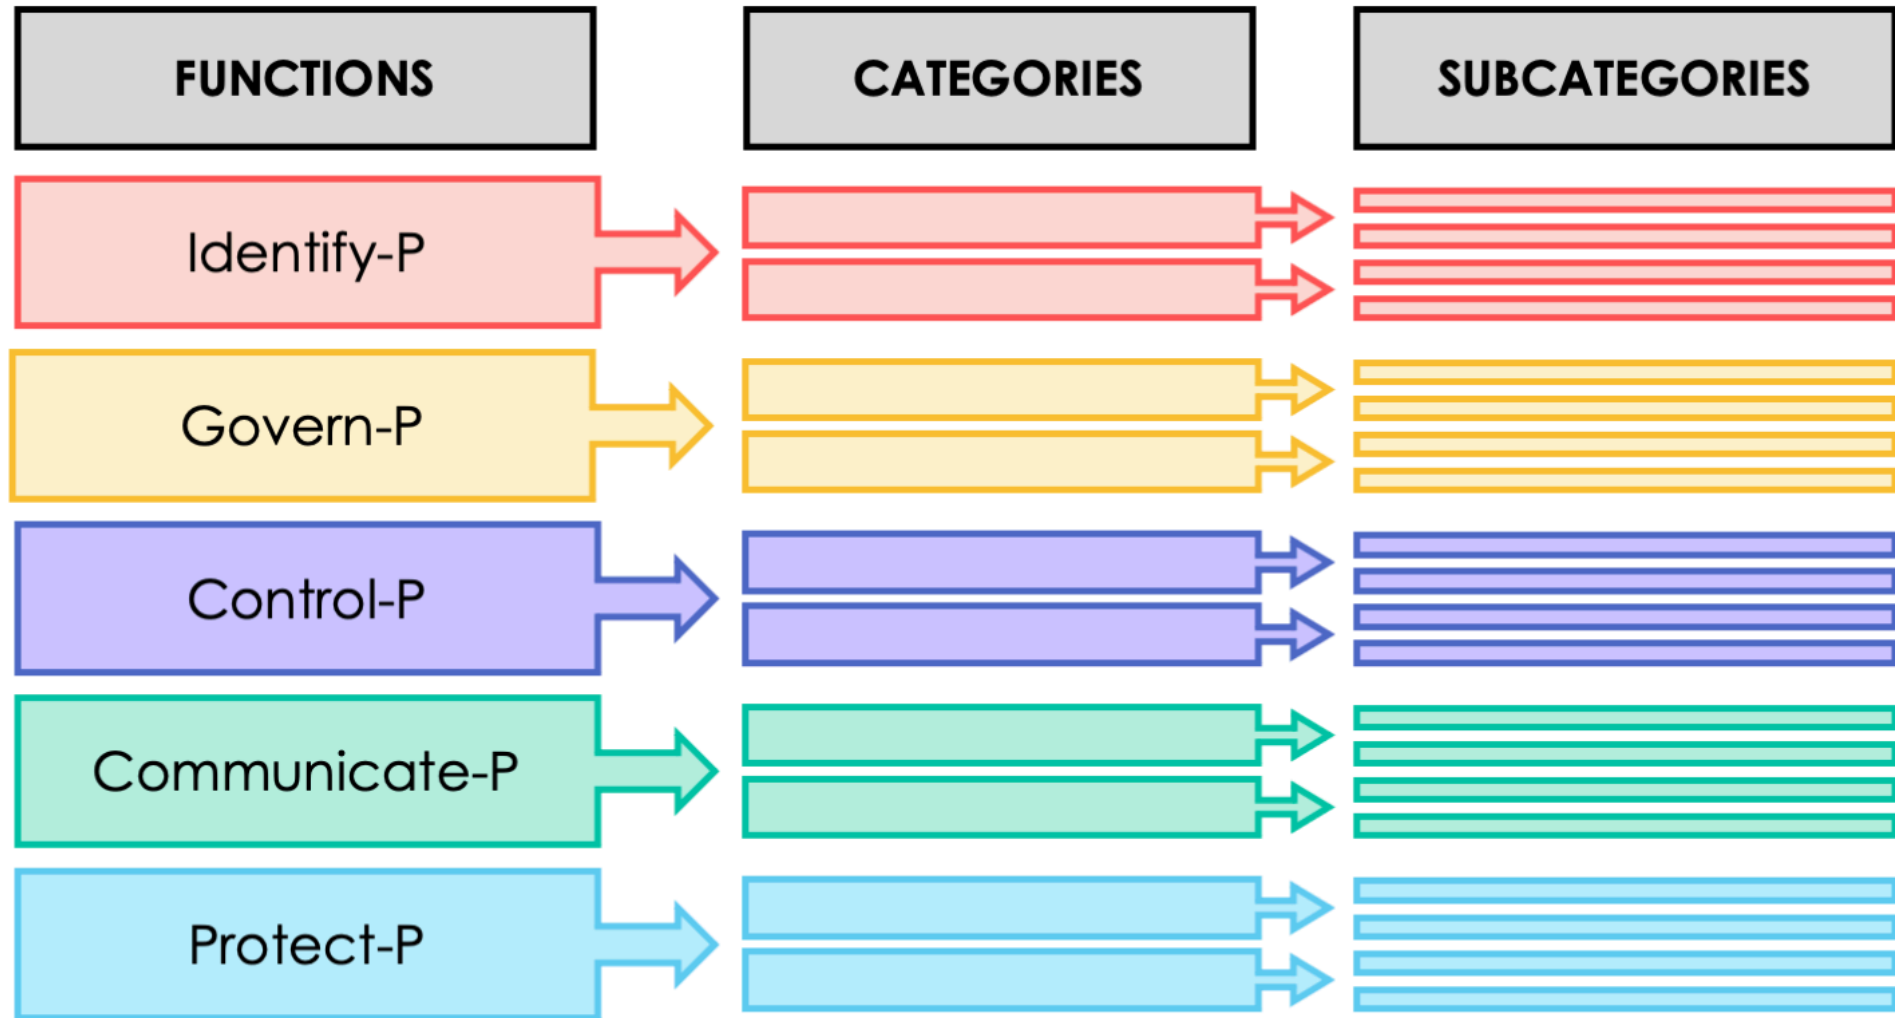 FUNCTIONS
CATEGORIES
SUBCATEGORIES
Identify-P
Govern-P
Control-P
Communicate-P
Protect-P